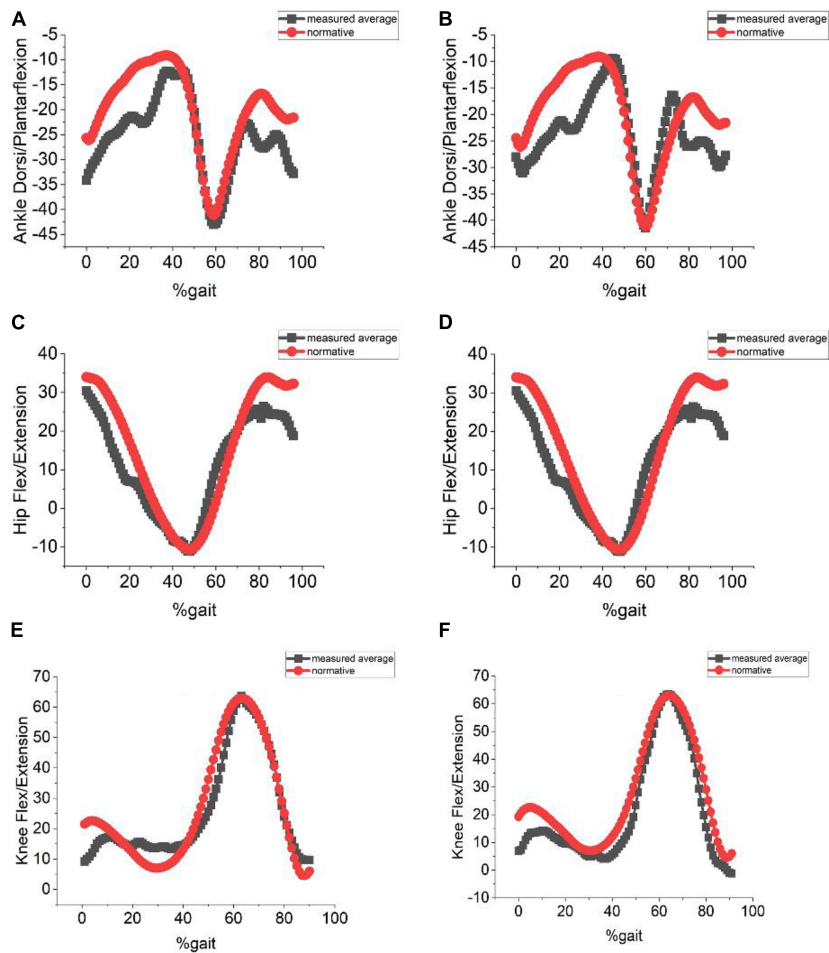 A
measured average
normative
-5
-10
-15
-20
-25
-30
-35
-40
-45
Ankle Dorsi/Plantarflexion
0 20 40 60 80 100
%gait
B
measured average
normative
-5
-10
-15
-20
-25
-30
-35
-40
-45
Ankle Dorsi/Plantarflexion
0 20 40 60 80 100
%gait
C
measured average
normative
40
30
20
10
0
-10
Hip Flex/Extension
0 20 40 60 80 100
%gait
D
measured average
normative
40
30
20
10
0
-10
Hip Flex/Extension
0 20 40 60 80 100
%gait
E
measured average
normative
70
60
50
40
30
20
10
0
Knee Flex/Extension
0 20 40 60 80 100
%gait
F
measured average
normative
70
60
50
40
30
20
10
0
-10
Knee Flex/Extension
0 20 40 60 80 100
%gait